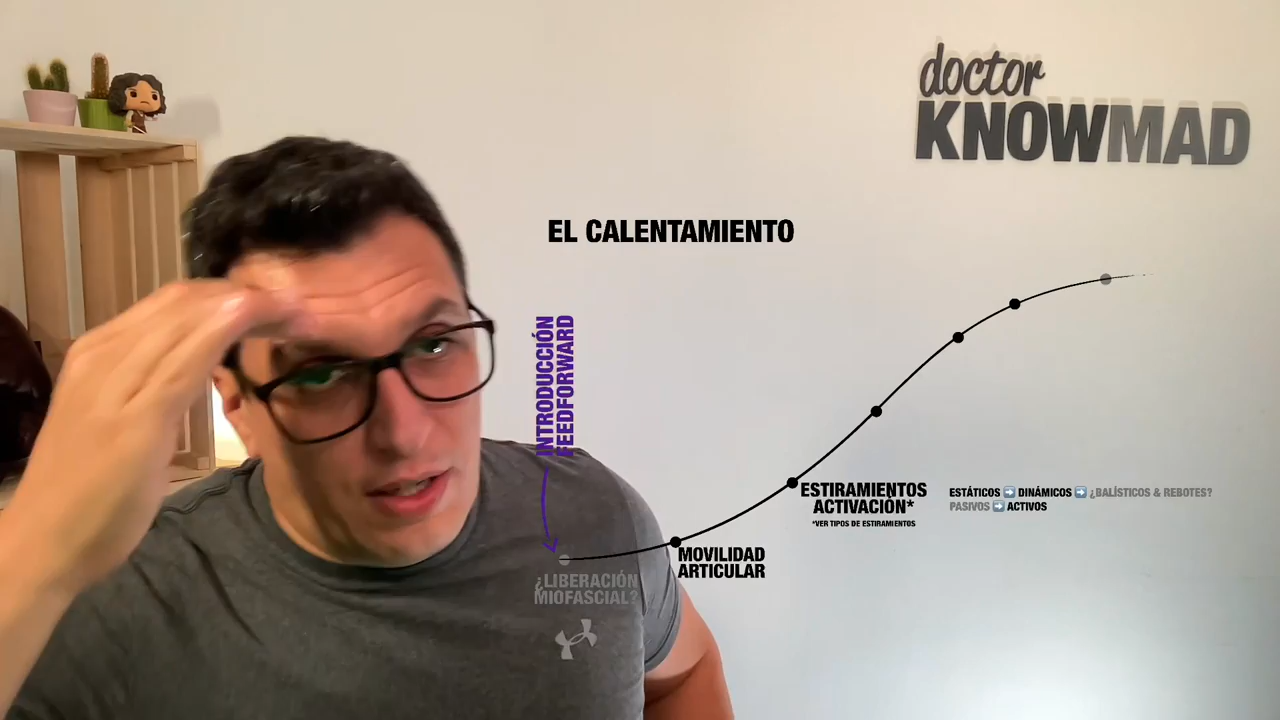 doctor
KNOWMAD
EL CALENTAMIENTO
INTRODUCCIÓN
FEEDFORWARD
ESTIRAMIENTOS
ACTIVACIÓN*
*VER TIPOS DE ESTIRAMIENTOS
ESTÁTICOS ➡️ DINÁMICOS ➡️ ¿BALÍSTICOS & REBOTES?
PASIVOS ➡️ ACTIVOS
MOVILIDAD
ARTICULAR
¿LIBERACIÓN
MIOFASCIAL?